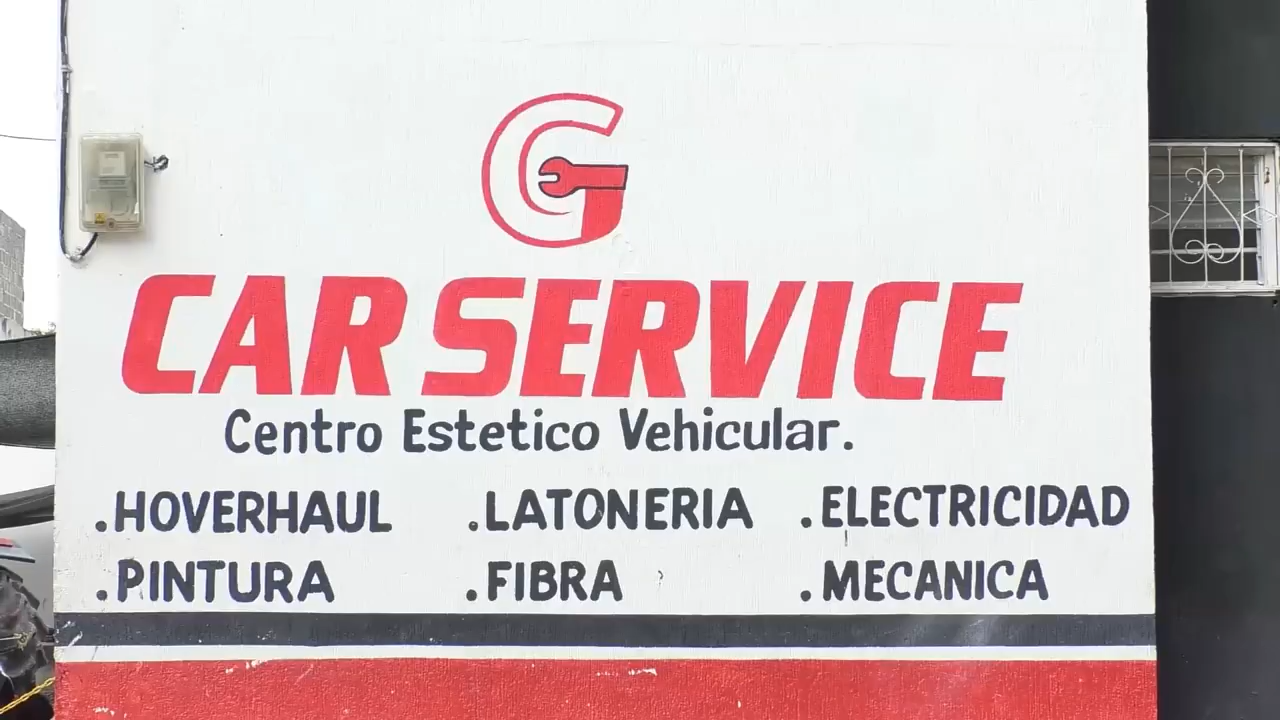 G
CAR SERVICE
Centro Estetico Vehicular.
.HOVERHAUL .LATONERIA .ELECTRICIDAD
.PINTURA .FIBRA .MECANICA